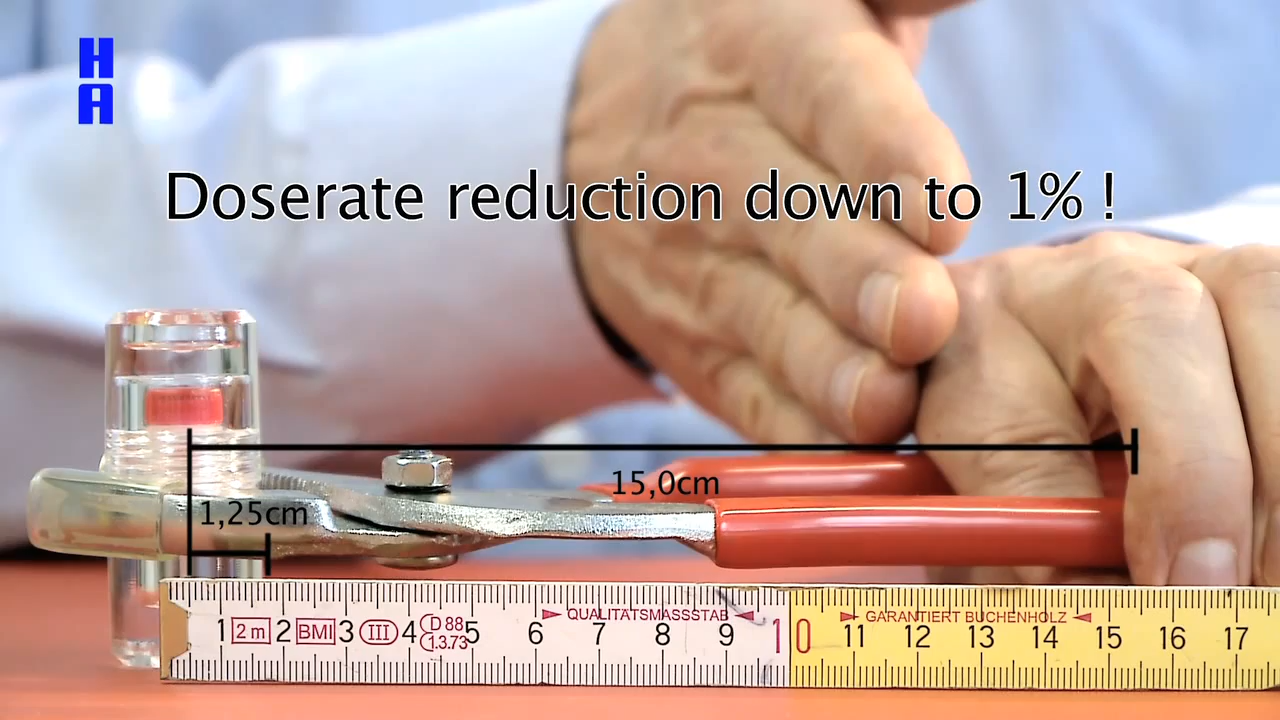 H
A
Doserate reduction down to 1% !
15,0cm
1,25cm
QUALITÄTSMASSSTAB GARANTIERT BUCHENHOLZ
1 2 m 2 BMI 3 III 4 D 88 5 6 7 8 9 10 11 12 13 14 15 16 17
1.3.73